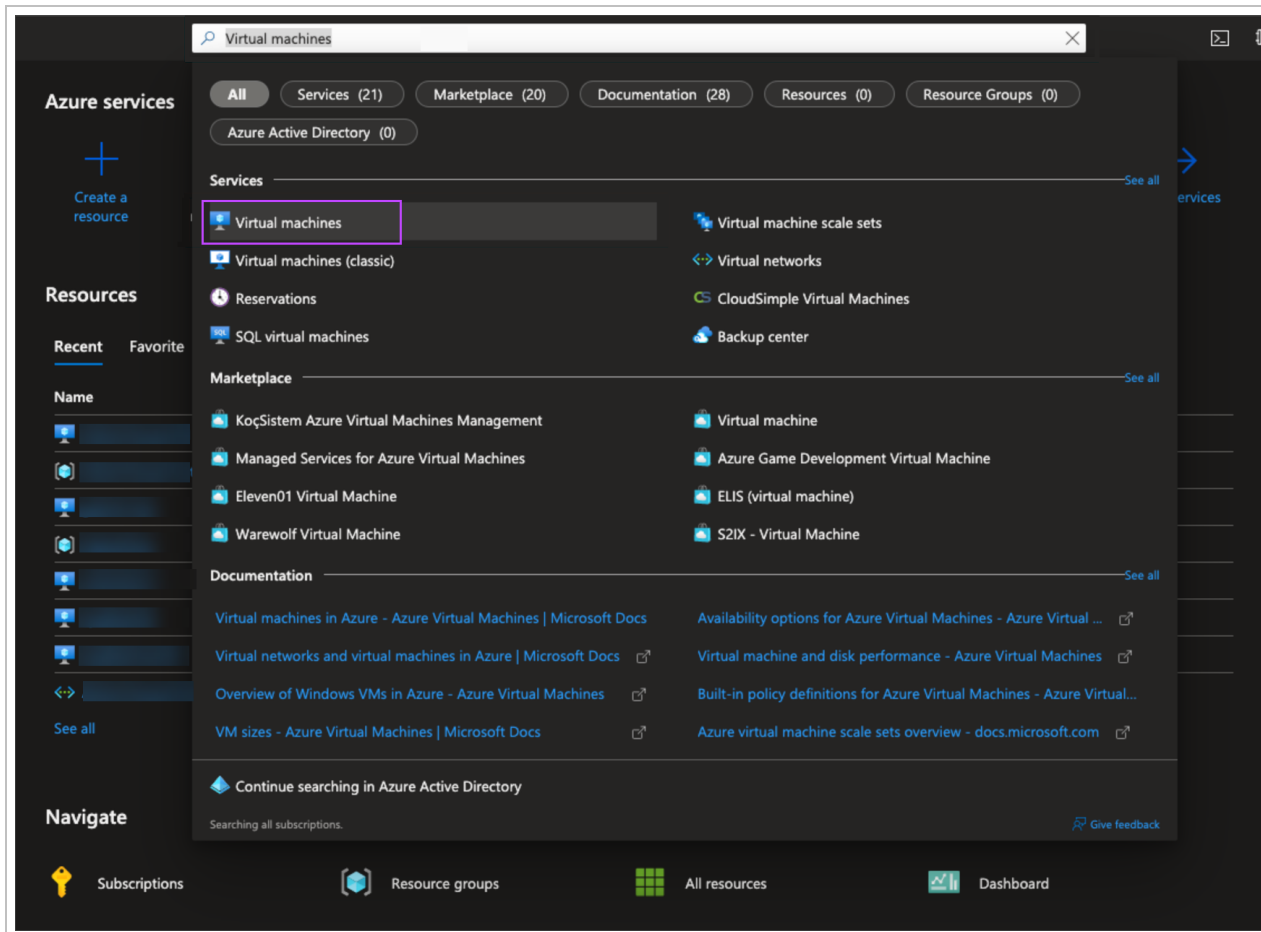 Virtual machines
All
Services (21)
Marketplace (20)
Documentation (28)
Resources (0)
Resource Groups (0)
Azure Active Directory (0)
Azure services
Create a
resource
ervices
Services
See all
Virtual machines
Virtual machine scale sets
Virtual machines (classic)
Virtual networks
Reservations
CS CloudSimple Virtual Machines
SQL SQL virtual machines
Backup center
Resources
Recent
Favorite
Name
See all
Marketplace
See all
KoçSistem Azure Virtual Machines Management
Virtual machine
Managed Services for Azure Virtual Machines
Azure Game Development Virtual Machine
Eleven01 Virtual Machine
ELIS (virtual machine)
Warewolf Virtual Machine
S2IX - Virtual Machine
Documentation
See all
Virtual machines in Azure - Azure Virtual Machines | Microsoft Docs
Availability options for Azure Virtual Machines - Azure Virtual ...
Virtual networks and virtual machines in Azure | Microsoft Docs
Virtual machine and disk performance - Azure Virtual Machines
Overview of Windows VMs in Azure - Azure Virtual Machines
Built-in policy definitions for Azure Virtual Machines - Azure Virtual...
VM sizes - Azure Virtual Machines | Microsoft Docs
Azure virtual machine scale sets overview - docs.microsoft.com
Continue searching in Azure Active Directory
Searching all subscriptions.
Give feedback
Navigate
Subscriptions
Resource groups
All resources
Dashboard